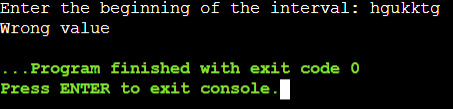 Enter the beginning of the interval: hgukktg
Wrong value
...Program finished with exit code 0
Press ENTER to exit console.